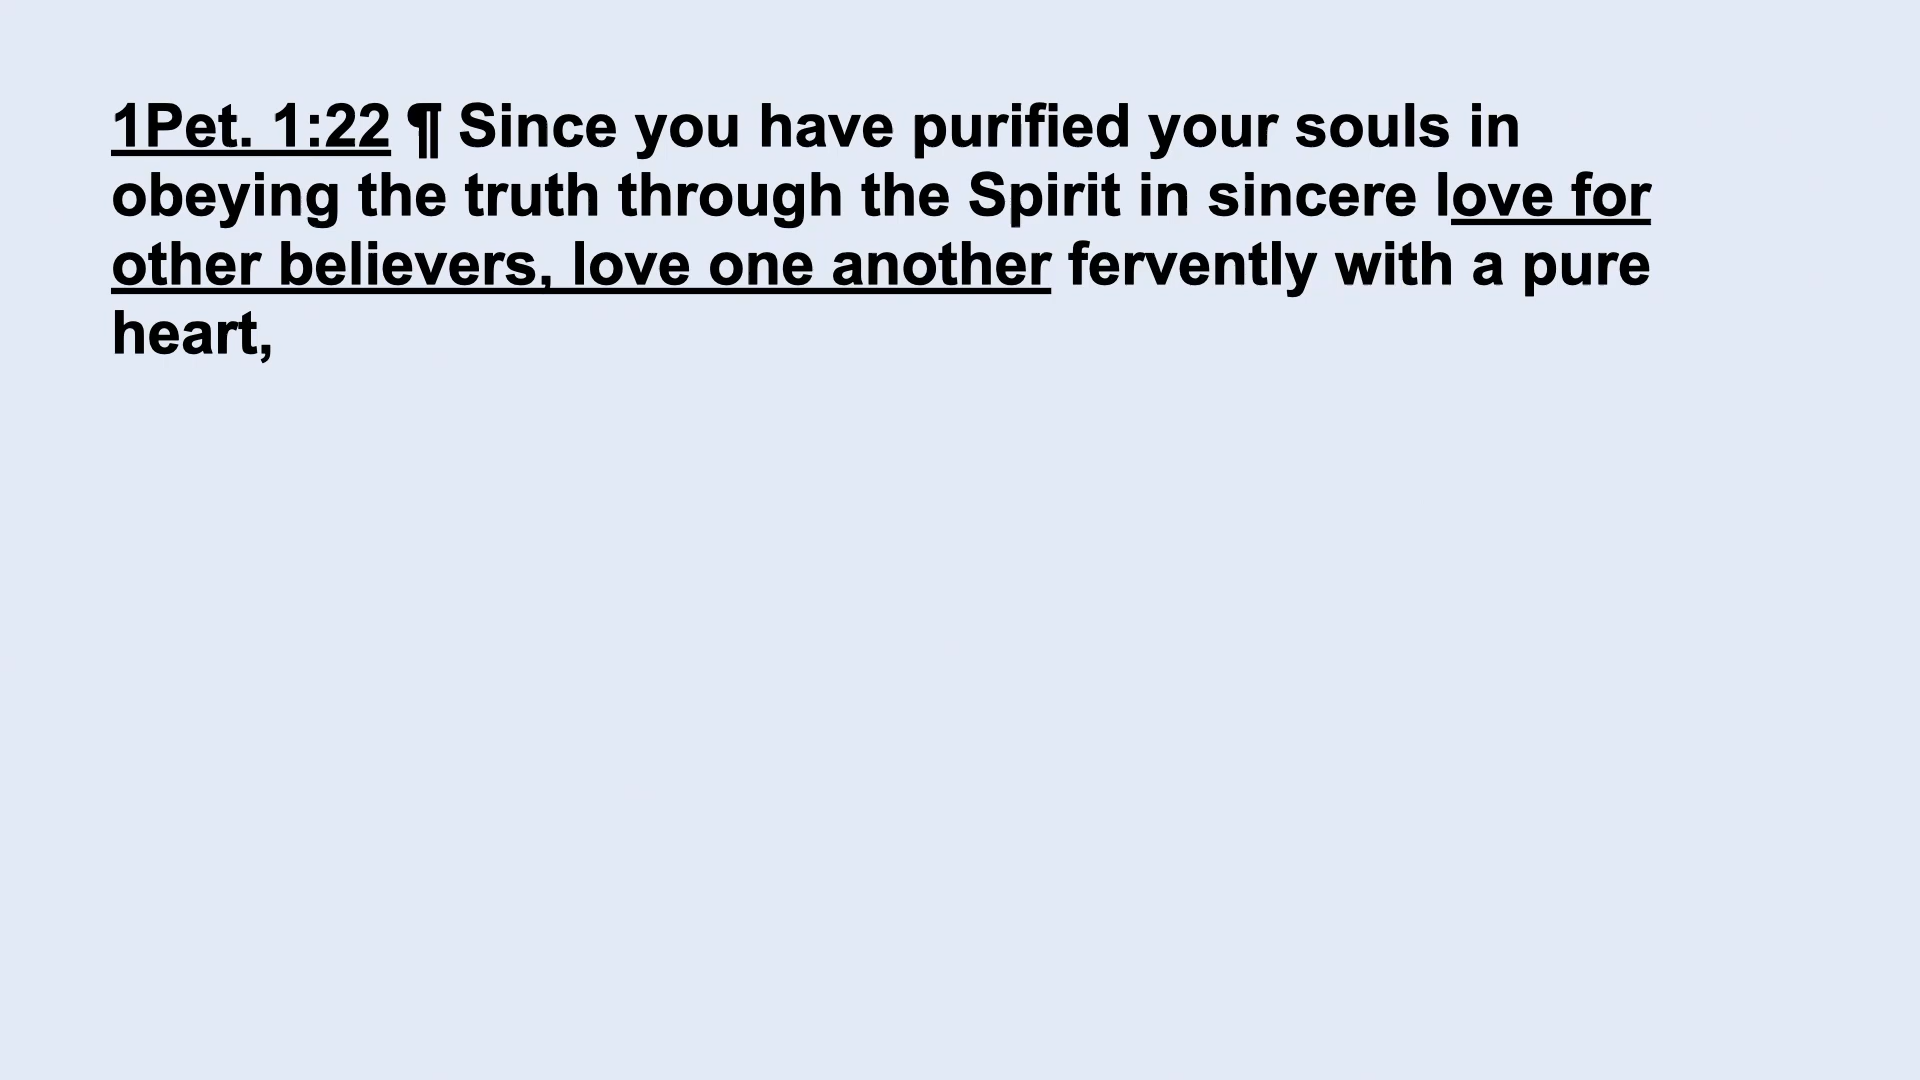 1Pet. 1:22 ¶ Since you have purified your souls in
obeying the truth through the Spirit in sincere love for
other believers, love one another fervently with a pure
heart,